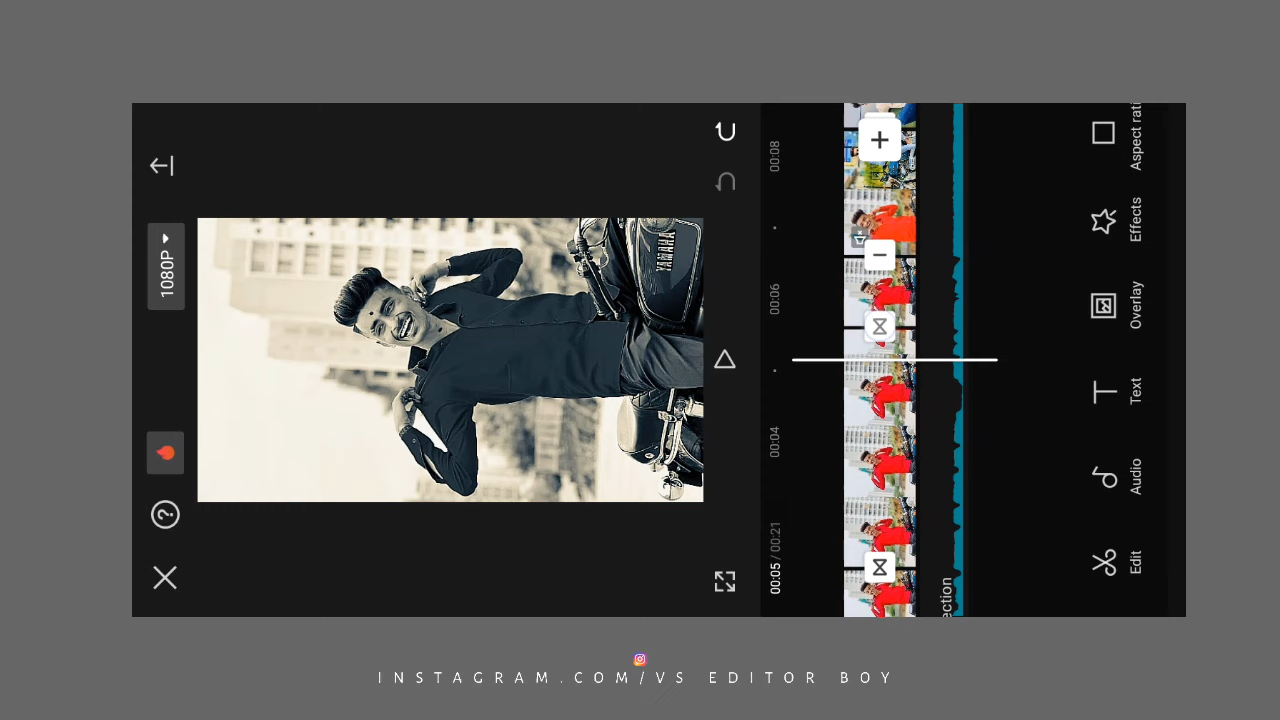 1080P
YAMAHA
00:05 / 00:21
00:04
00:06
00:08
ection
Edit
Audio
Text
Overlay
Effects
Aspect rati
INSTAGRAM.COM/VS EDITOR BOY